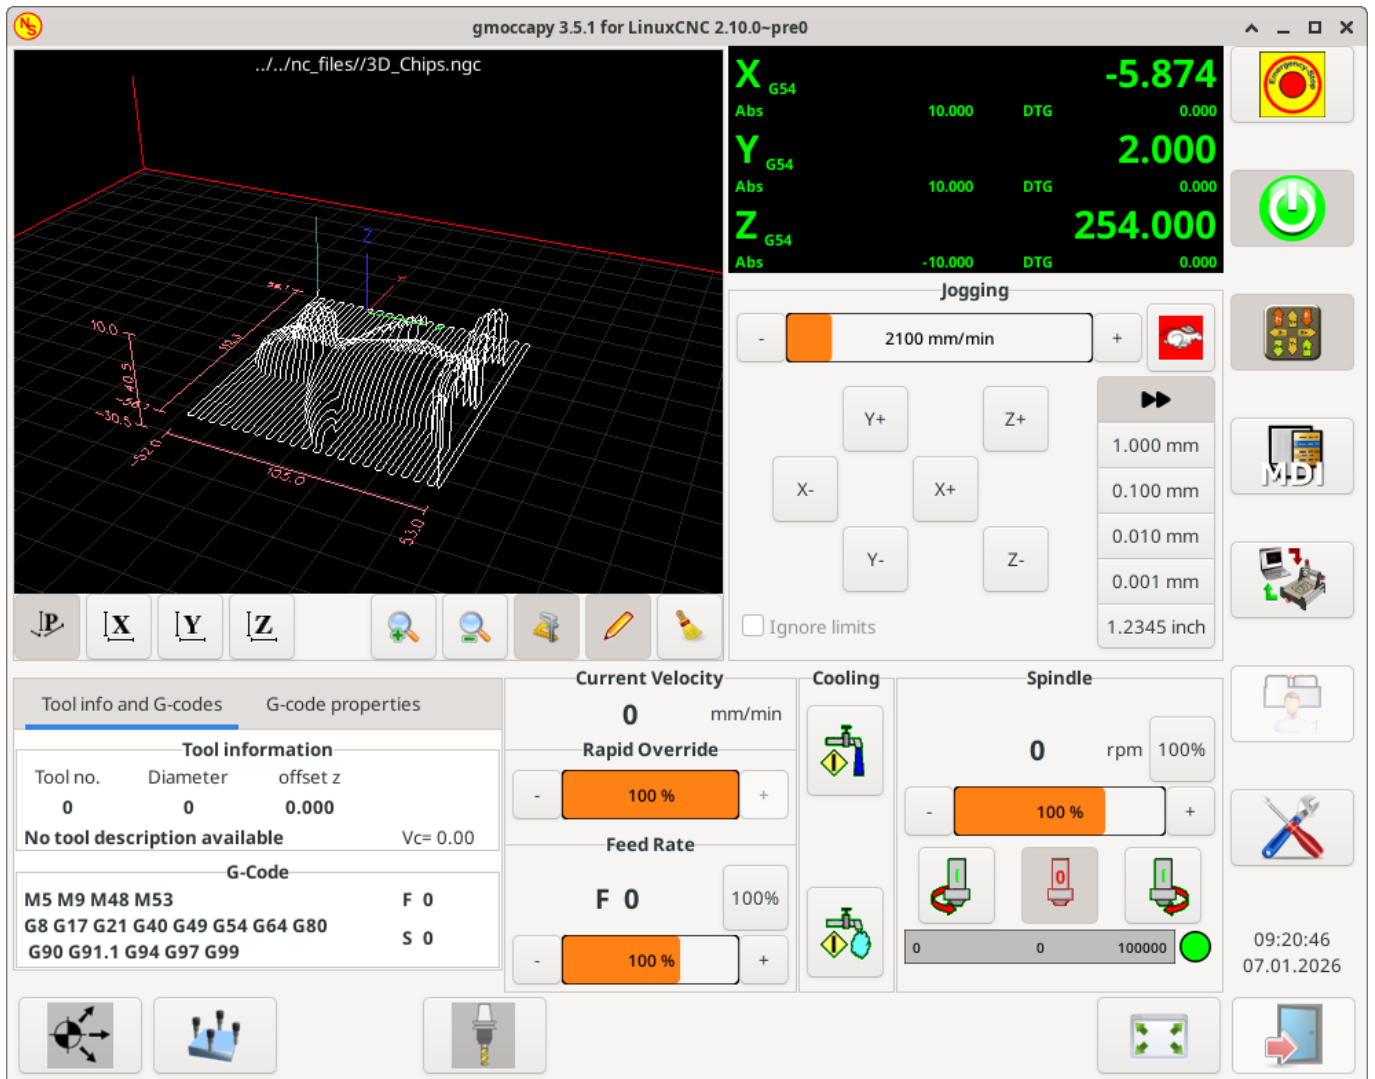 gmoccapy 3.5.1 for LinuxCNC 2.10.0~pre0
../../nc_files//3D_Chips.ngc
Z
10.0
40.5
-30.5
-52.0
105.0
53.0
X G54 -5.874
Abs 10.000 DTG 0.000
Y G54 2.000
Abs 10.000 DTG 0.000
Z G54 254.000
Abs -10.000 DTG 0.000
Emergency-Stop
Jogging
- 2100 mm/min +
Y+ Z+
X- X+
Y- Z-
1.000 mm
0.100 mm
0.010 mm
0.001 mm
1.2345 inch
Ignore limits
MDI
P X Y Z
Tool info and G-codes G-code properties
Tool information
Tool no. Diameter offset z
0 0 0.000
No tool description available Vc= 0.00
G-Code
M5 M9 M48 M53 F 0
G8 G17 G21 G40 G49 G54 G64 G80
S 0
G90 G91.1 G94 G97 G99
Current Velocity
0 mm/min
Rapid Override
- 100 % +
Feed Rate
F 0 100%
- 100 % +
Cooling
Spindle
0 rpm 100%
- 100 % +
I 0 I
0 0 100000
09:20:46
07.01.2026